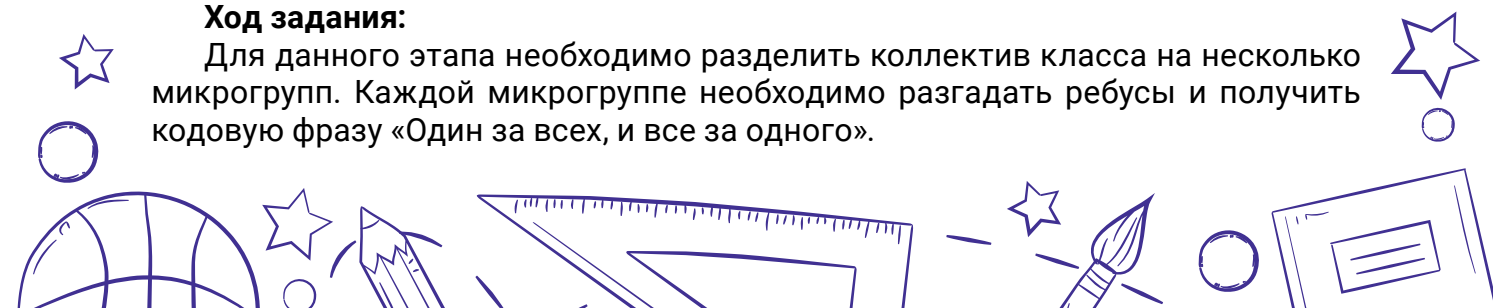 Ход задания:
Для данного этапа необходимо разделить коллектив класса на несколько
микрогрупп. Каждой микрогруппе необходимо разгадать ребусы и получить
кодовую фразу «Один за всех, и все за одного».